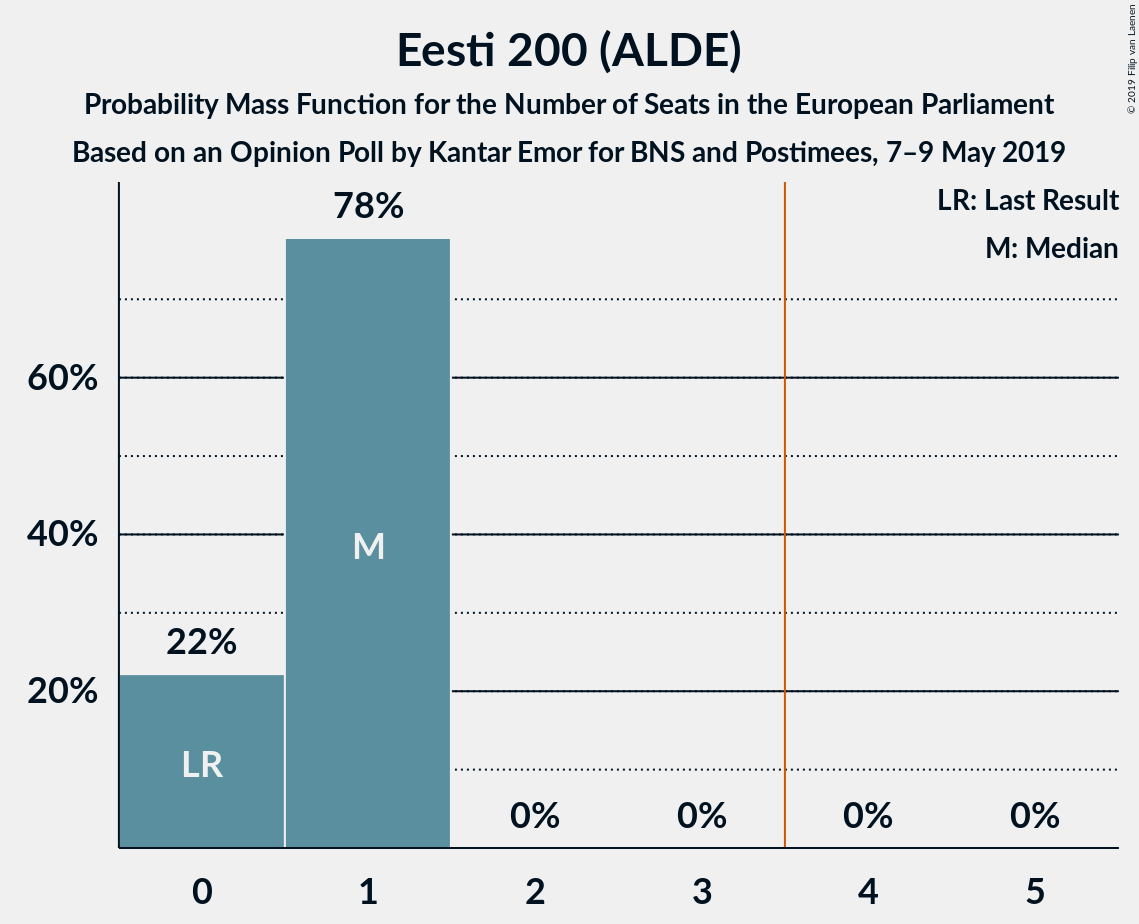 Eesti 200 (ALDE)
Probability Mass Function for the Number of Seats in the European Parliament
Based on an Opinion Poll by Kantar Emor for BNS and Postimees, 7–9 May 2019
© 2019 Filip van Laenen
LR: Last Result
M: Median
78%
60%
M
40%
22%
20%
LR
0% 0% 0% 0%
0 1 2 3 4 5